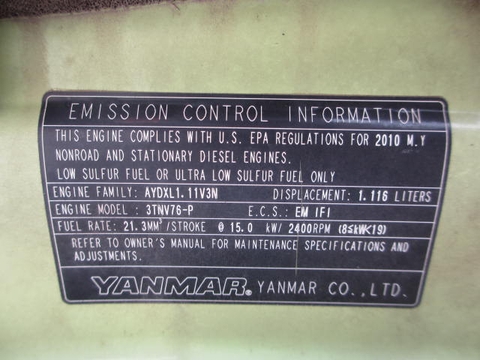 EMISSION CONTROL INFORMATION
THIS ENGINE COMPLIES WITH U.S. EPA REGULATIONS FOR 2010 M.Y
NONROAD AND STATIONARY DIESEL ENGINES.
LOW SULFUR FUEL OR ULTRA LOW SULFUR FUEL ONLY
ENGINE FAMILY: AYDXL1.11V3N DISPLACEMENT: 1.116 LITERS
ENGINE MODEL: 3TNV76-P E.C.S.: EM IFI
FUEL RATE: 21.3MM³/STROKE @ 15.0 kW/ 2400RPM (8≤kW<19)
REFER TO OWNER'S MANUAL FOR MAINTENANCE SPECIFICATIONS AND
ADJUSTMENTS.
YANMAR® YANMAR CO.,LTD.